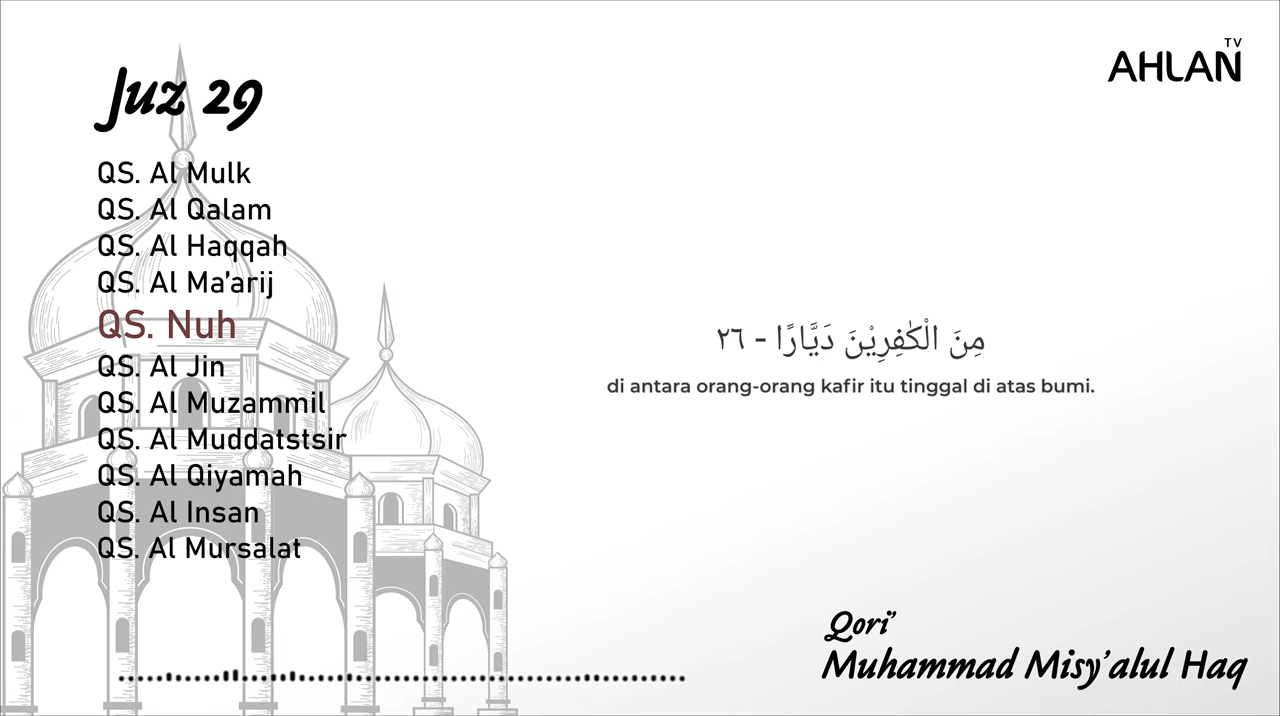 Juz 29
QS. Al Mulk
QS. Al Qalam
QS. Al Haqqah
QS. Al Ma’arij
QS. Nuh
QS. Al Jin
QS. Al Muzammil
QS. Al Muddatstsir
QS. Al Qiyamah
QS. Al Insan
QS. Al Mursalat
TV
AHLAN
مِنَ الْكٰفِرِيْنَ دَيَّارًا - ٢٦
di antara orang-orang kafir itu tinggal di atas bumi.
Qori’
Muhammad Misy’alul Haq